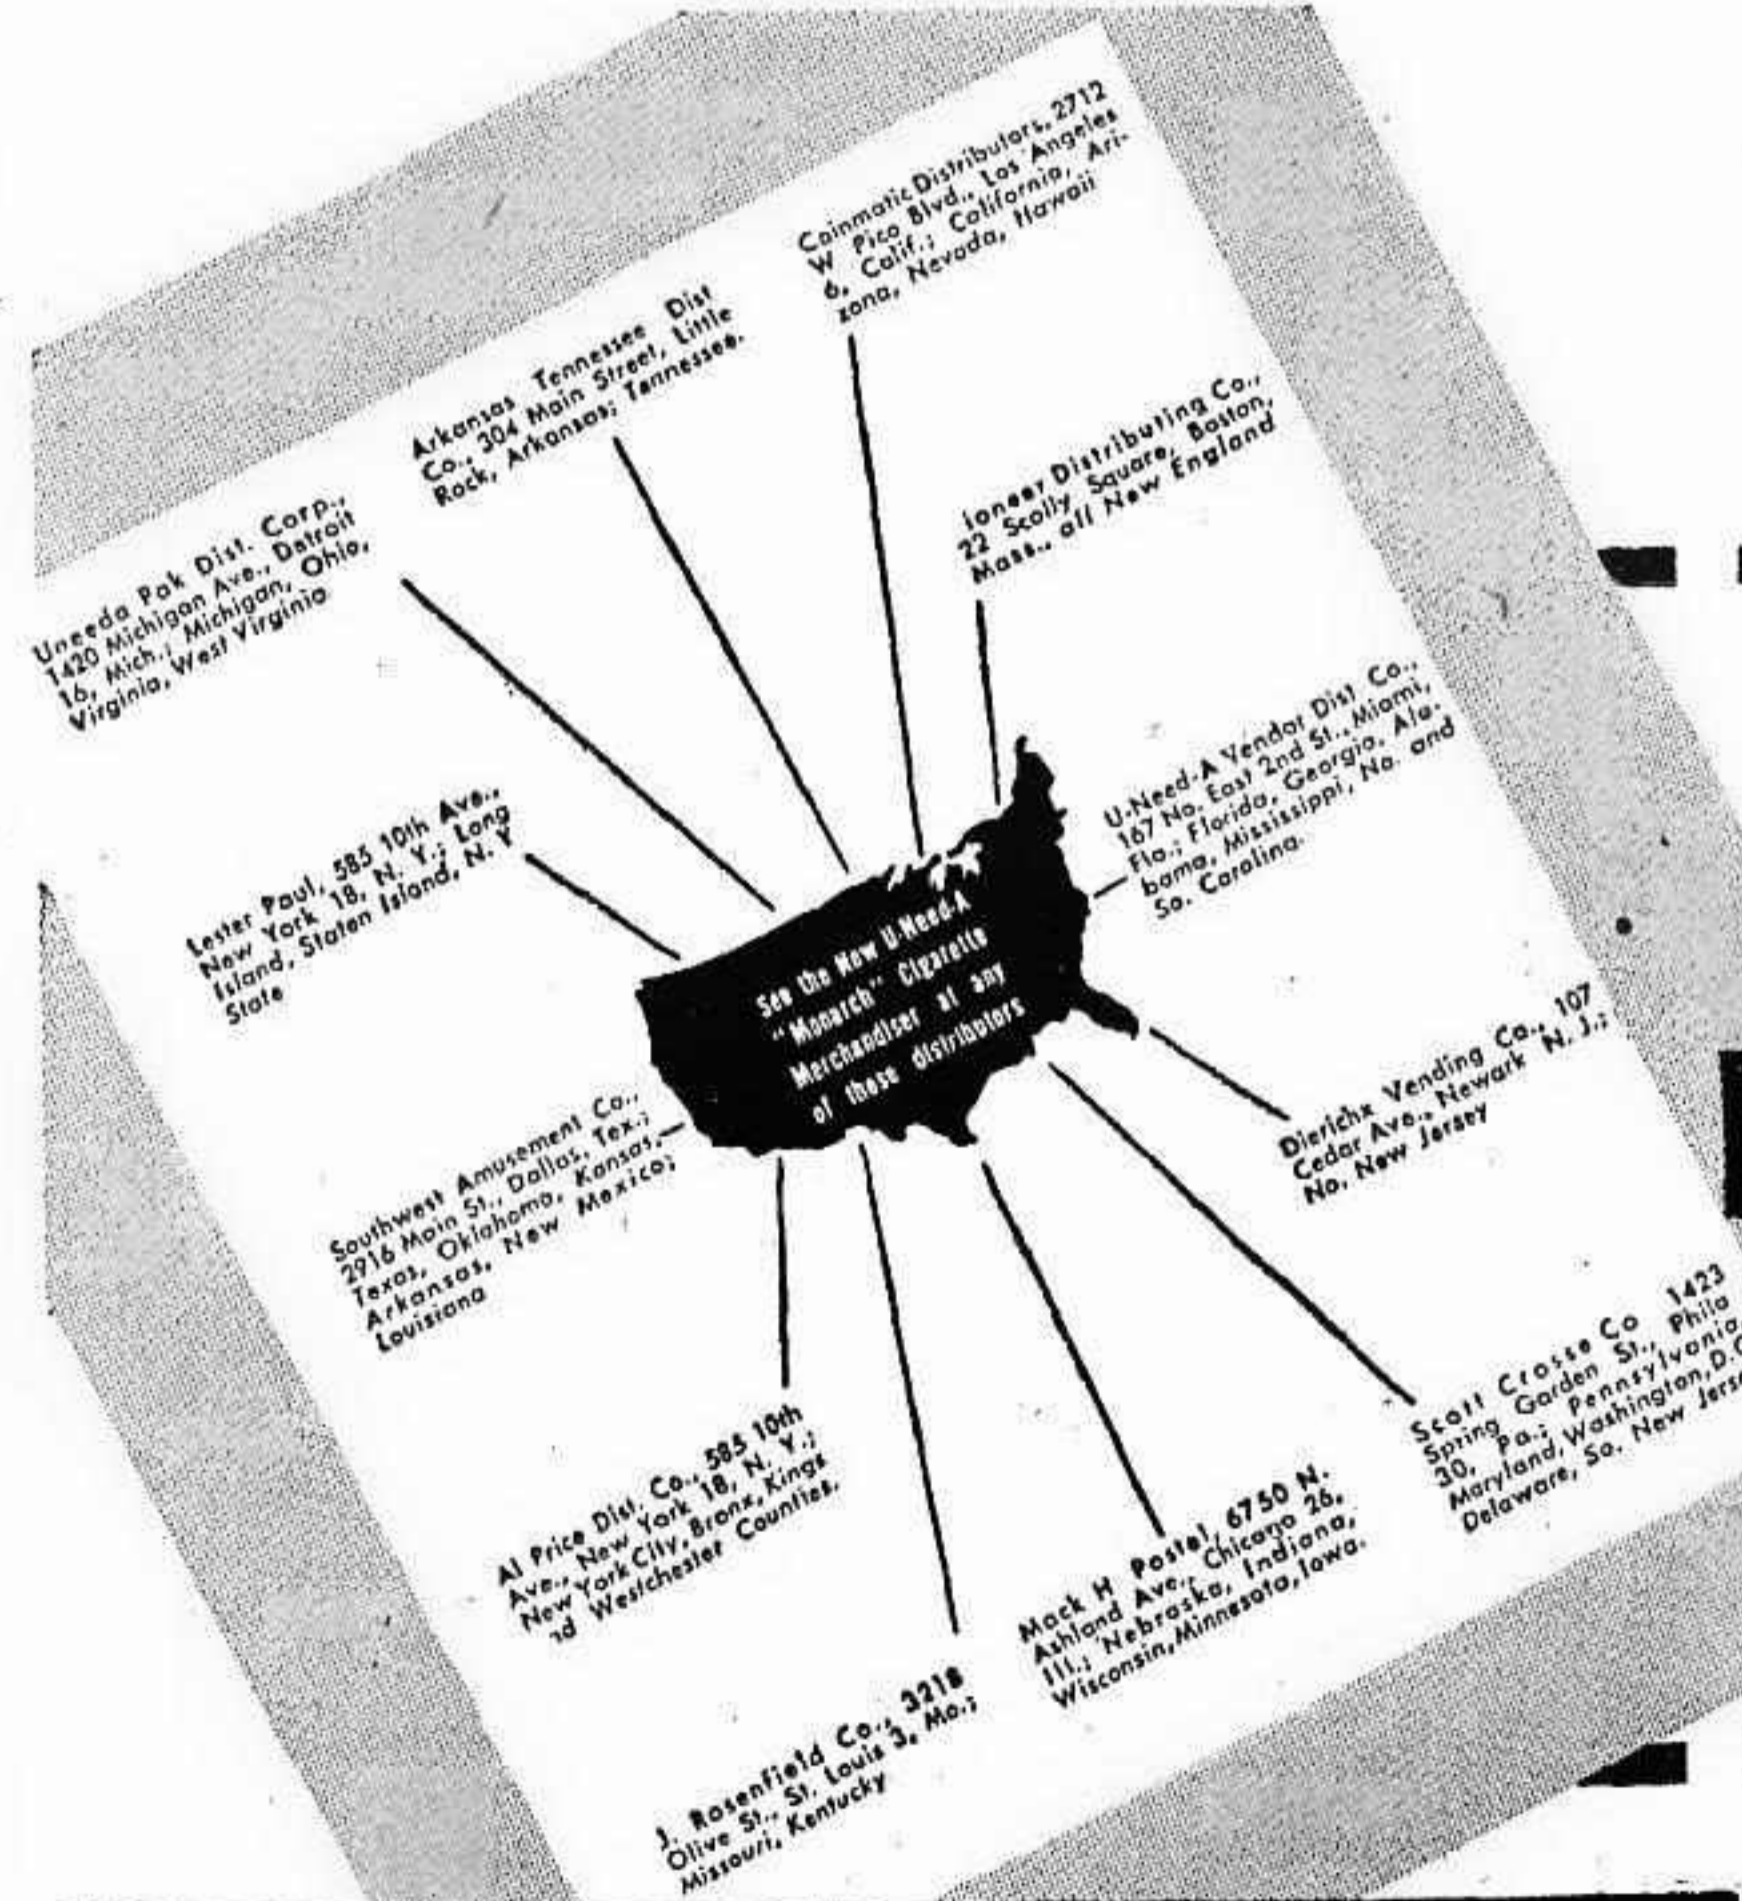 Coinmatic Distributors, 2712
W Pico Blvd., Los Angeles
6, Calif.; California, Ari-
zona, Nevada, Hawaii
Arkansas Tennessee Dist
Co., 304 Main Street, Little
Rock, Arkansas; Tennessee.
ioneer Distributing Co.,
22 Scolly Square, Boston,
Mass., all New England
Uneeda Pak Dist. Corp.,
1420 Michigan Ave., Detroit
16, Mich.; Michigan, Ohio,
Virginia, West Virginia
U-Need-A Vendor Dist Co.,
167 No. East 2nd St., Miami,
Fla.; Florida, Georgia, Ala-
bama, Mississippi, No. and
So. Carolina.
Lester Paul, 585 10th Ave.,
New York 18, N. Y.; Long
Island, Staten Island, N. Y
State
See the New U-Need-A
"Monarch" Cigarette
Merchandiser at any
of these distributors
Dierichx Vending Co., 107
Cedar Ave., Newark N. J.;
No. New Jersey
Southwest Amusement Co.,
2916 Main St., Dallas, Tex.;
Texas, Oklahoma, Kansas,
Arkansas, New Mexico;
Louisiana
Scott Crosse Co 1423
Spring Garden St., Phila
30, Pa.; Pennsylvania,
Maryland, Washington, D.C
Delaware, So. New Jerse
Al Price Dist. Co., 585 10th
Ave., New York 18, N. Y.;
New York City, Bronx, Kings
nd Westchester Counties.
Mack H Postel, 6750 N.
Ashland Ave., Chicago 26,
Ill.; Nebraska, Indiana,
Wisconsin, Minnesota, Iowa.
J. Rosenfield Co., 3218
Olive St., St. Louis 3, Mo.;
Missouri, Kentucky